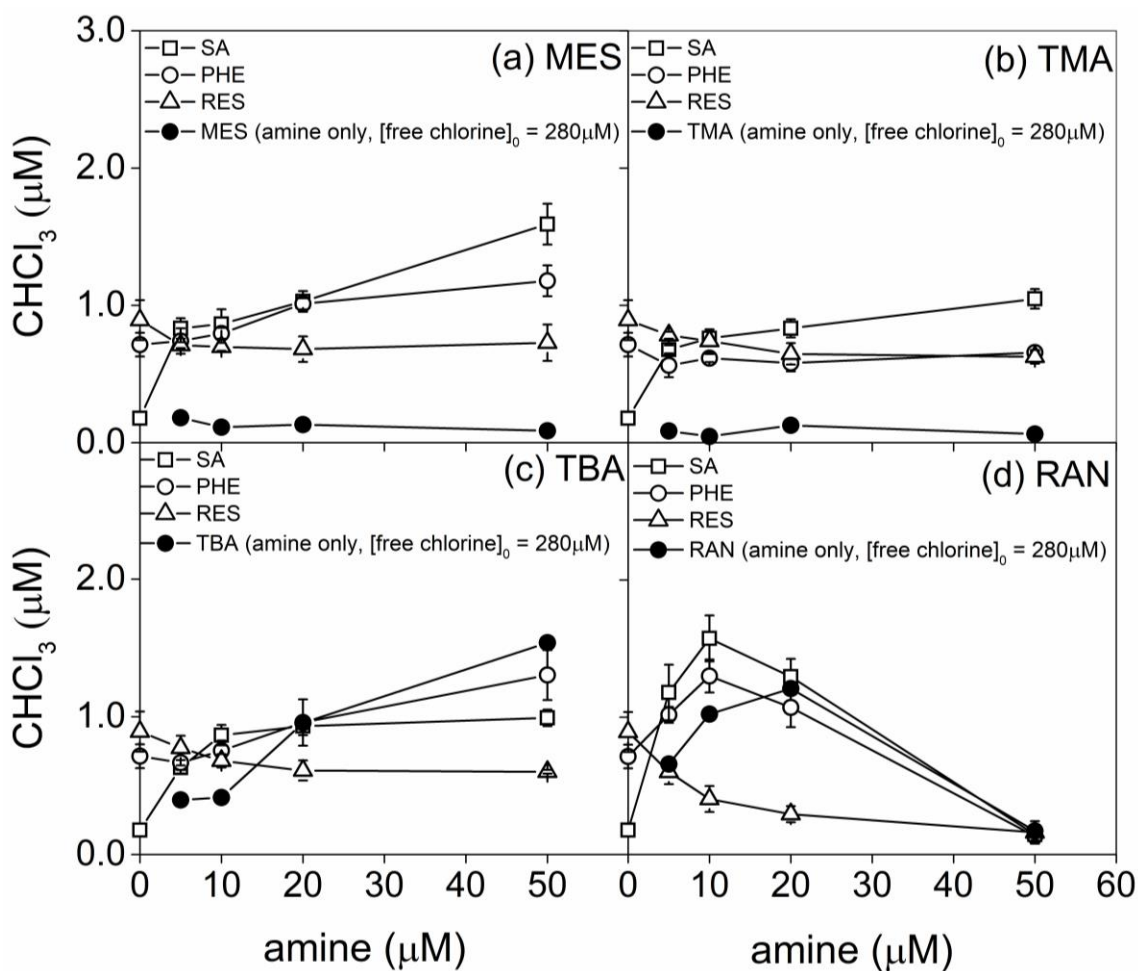 3.0
2.0
1.0
0.0
CHCl₃ (μM)
(a) MES
SA
PHE
RES
MES (amine only, [free chlorine]₀ = 280μM)
(b) TMA
SA
PHE
RES
TMA (amine only, [free chlorine]₀ = 280μM)
2.0
1.0
0.0
CHCl₃ (μM)
(c) TBA
SA
PHE
RES
TBA (amine only, [free chlorine]₀ = 280μM)
(d) RAN
SA
PHE
RES
RAN (amine only, [free chlorine]₀ = 280μM)
0 10 20 30 40 50
0 10 20 30 40 50 60
amine (μM)
amine (μM)